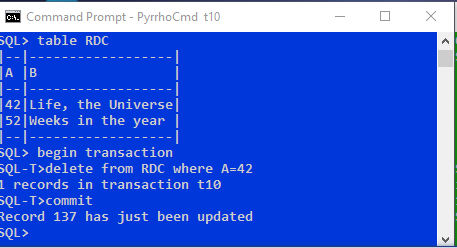 Command Prompt - PyrrhoCmd t10
SQL> table RDC
|--|------------------|
|A |B                 |
|--|------------------|
|42|Life, the Universe|
|52|Weeks in the year |
|--|------------------|
SQL> begin transaction
SQL-T>delete from RDC where A=42
1 records in transaction t10
SQL-T>commit
Record 137 has just been updated
SQL>